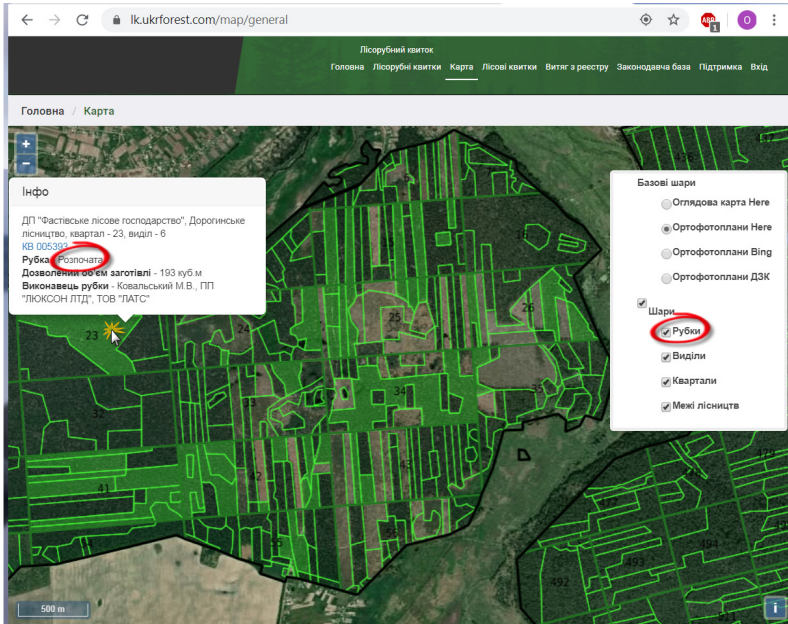 lk.ukrforest.com/map/general
ABP
1
O
Лісорубний квиток
Головна Лісорубні квитки Карта Лісові квитки Витяг з реєстру Законодавча база Підтримка Вхід
Головна / Карта
+
−
Інфо
ДП "Фастівське лісове господарство", Дорогинське
лісництво, квартал - 23, виділ - 6
КВ 005393
Рубка - Розпочата
Дозволений об'єм заготівлі - 193 куб.м
Виконавець рубки - Ковальський М.В., ПП
"ЛЮКСОН ЛТД", ТОВ "ЛАТС"
Базові шари
Оглядова карта Here
Ортофотоплани Here
Ортофотоплани Bing
Ортофотоплани ДЗК
Шари
Рубки
Виділи
Квартали
Межі лісництв
23
24
25
26
32
33
34
35
41
42
43
492
493
494
500 m
i